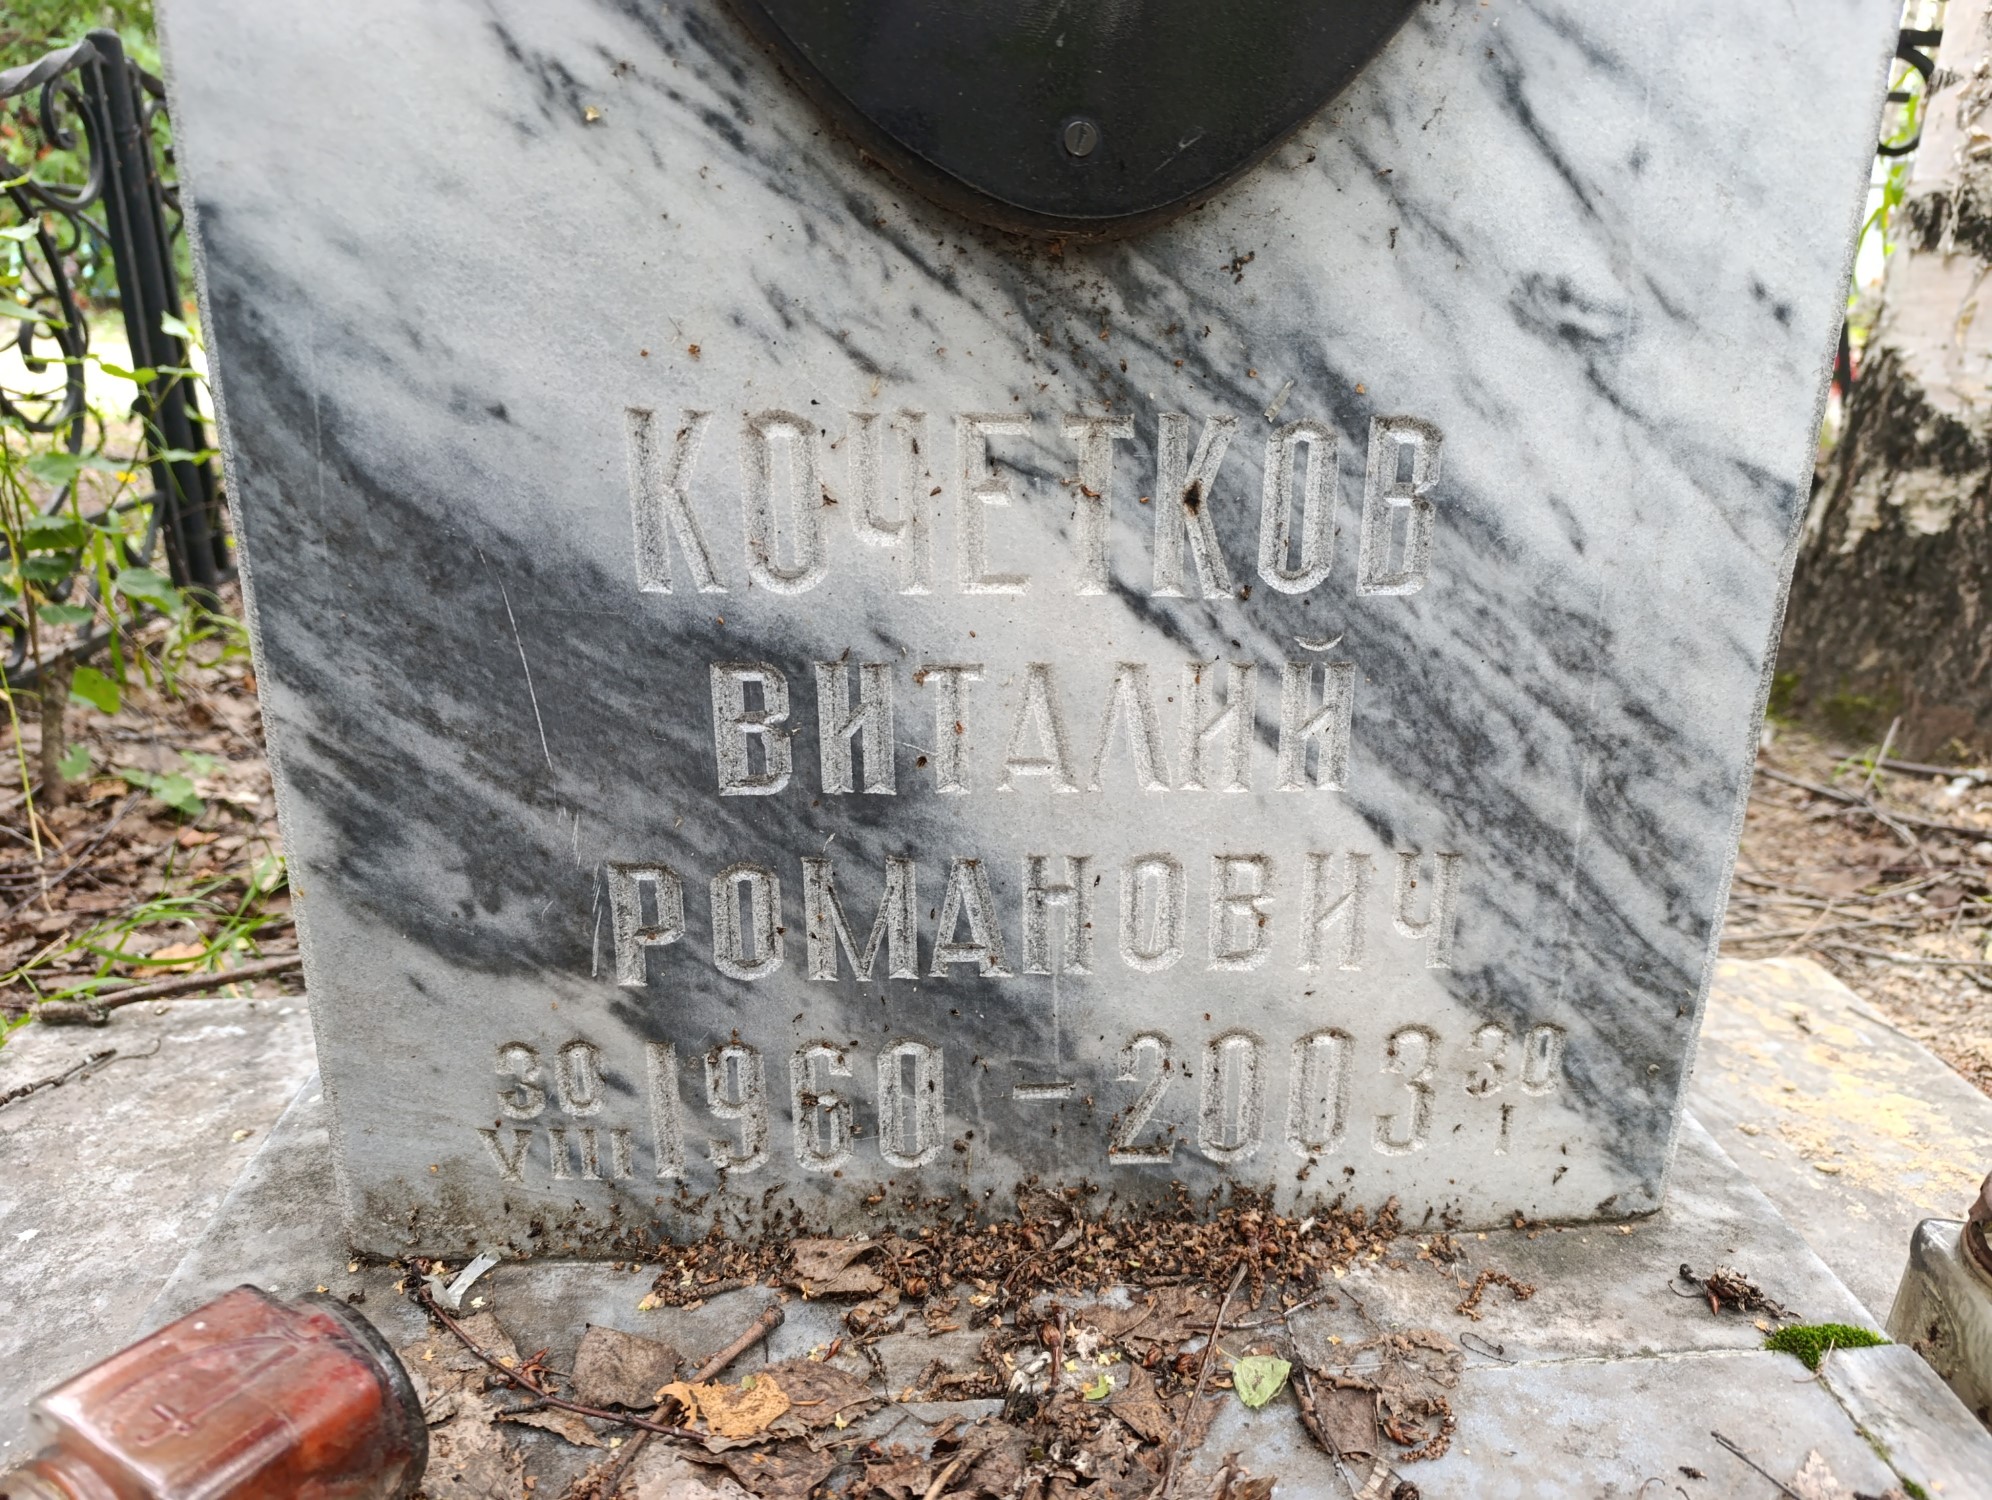 КОЧЕТКОВ
ВИТАЛИЙ
РОМАНОВИЧ
30 VIII 1960 – 2003 30 I